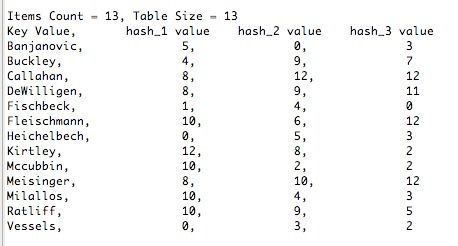 Items Count = 13, Table Size = 13
Key Value, hash_1 value hash_2 value hash_3 value
Banjanovic, 5, 0, 3
Buckley, 4, 9, 7
Callahan, 8, 12, 12
DeWilligen, 8, 9, 11
Fischbeck, 1, 4, 0
Fleischmann, 10, 6, 12
Heichelbech, 0, 5, 3
Kirtley, 12, 8, 2
Mccubbin, 10, 2, 2
Meisinger, 8, 10, 12
Milallos, 10, 4, 3
Ratliff, 10, 9, 5
Vessels, 0, 3, 2